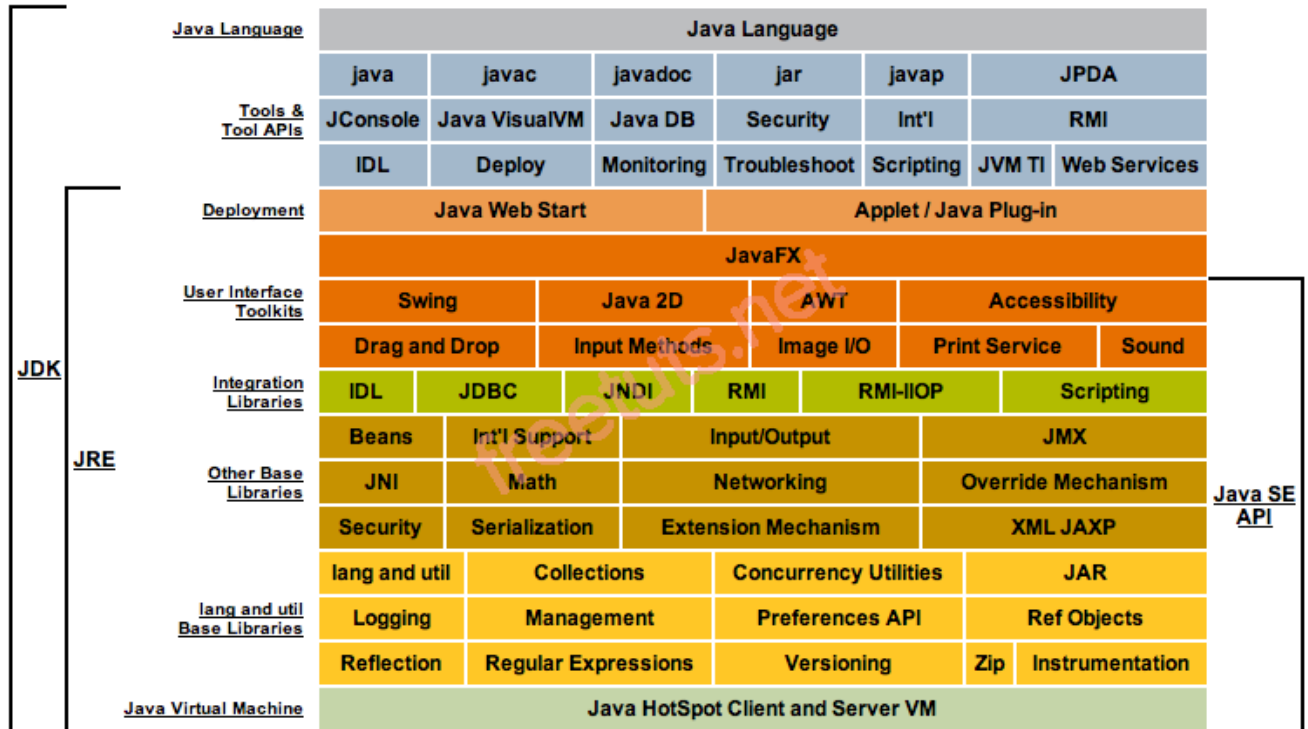 Java Language Java Language
java javac javadoc jar javap JPDA
Tools &
Tool APIs
JConsole Java VisualVM Java DB Security Int'l RMI
IDL Deploy Monitoring Troubleshoot Scripting JVM TI Web Services
Deployment Java Web Start Applet / Java Plug-in
JavaFX
User Interface
Toolkits
Swing Java 2D AWT Accessibility
Drag and Drop Input Methods Image I/O Print Service Sound
JDK
Integration
Libraries
IDL JDBC JNDI RMI RMI-IIOP Scripting
Beans Int'l Support Input/Output JMX
JRE
Other Base
Libraries
JNI Math Networking Override Mechanism
Java SE
API
Security Serialization Extension Mechanism XML JAXP
lang and util Collections Concurrency Utilities JAR
lang and util
Base Libraries
Logging Management Preferences API Ref Objects
Reflection Regular Expressions Versioning Zip Instrumentation
Java Virtual Machine Java HotSpot Client and Server VM
freetuts.net